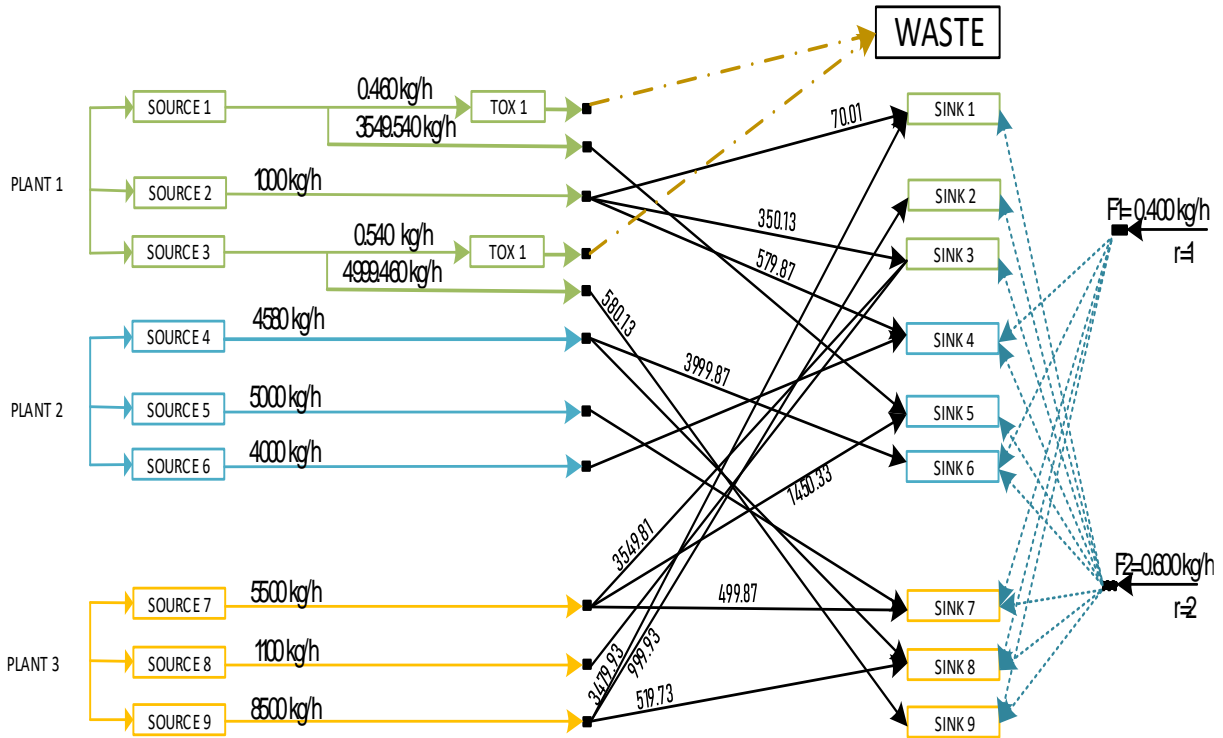 WASTE
0.460 kg/h
SOURCE 1
TOX 1
SINK 1
3549.540 kg/h
70.01
PLANT 1
1000 kg/h
SOURCE 2
SINK 2
350.13
F1= 0.400 kg/h
r=1
0.540 kg/h
SOURCE 3
TOX 1
SINK 3
4999.460 kg/h
579.87
580.13
4580 kg/h
SOURCE 4
SINK 4
3999.87
PLANT 2
5000 kg/h
SOURCE 5
SINK 5
4000 kg/h
SOURCE 6
SINK 6
1450.33
3549.81
F2=0.600 kg/h
r=2
5500 kg/h
SOURCE 7
499.87
SINK 7
PLANT 3
1100 kg/h
SOURCE 8
SINK 8
3479.93
999.93
519.73
8500 kg/h
SOURCE 9
SINK 9